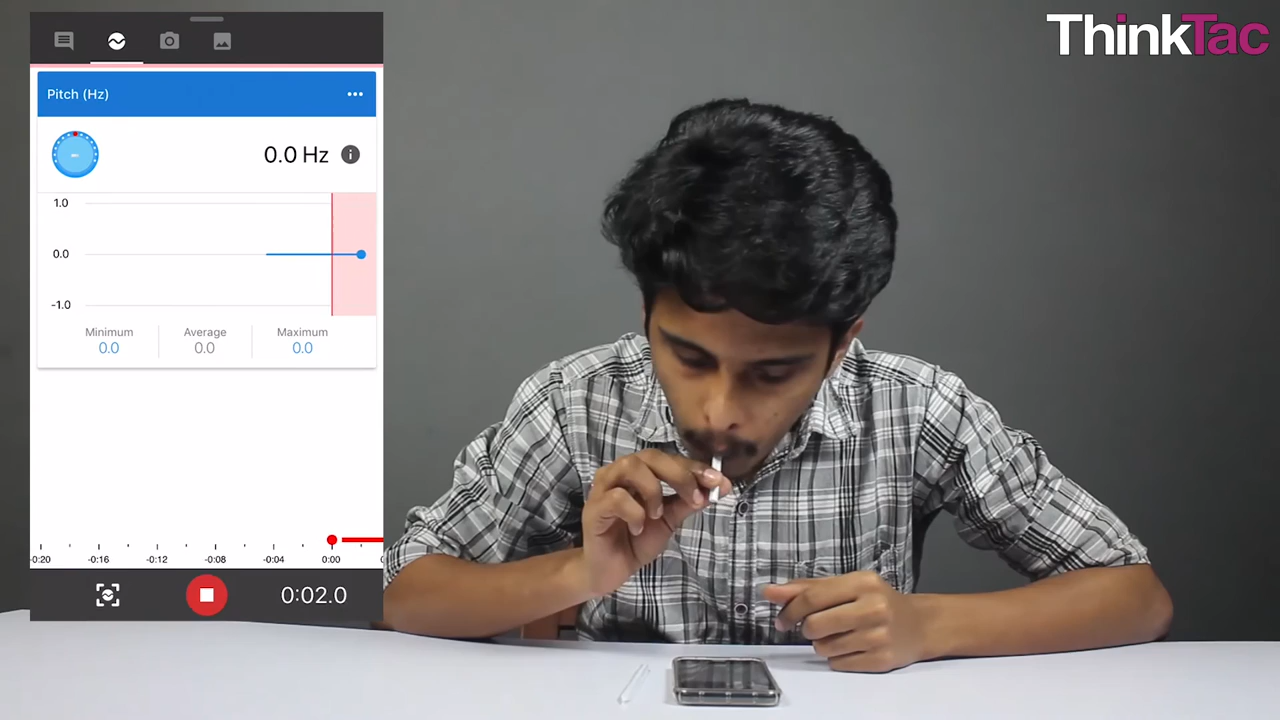 ThinkTac
Pitch (Hz)
0.0 Hz
1.0
0.0
-1.0
Minimum Average Maximum
0.0 0.0 0.0
-0:20 -0:16 -0:12 -0:08 -0:04 0:00
0:02.0